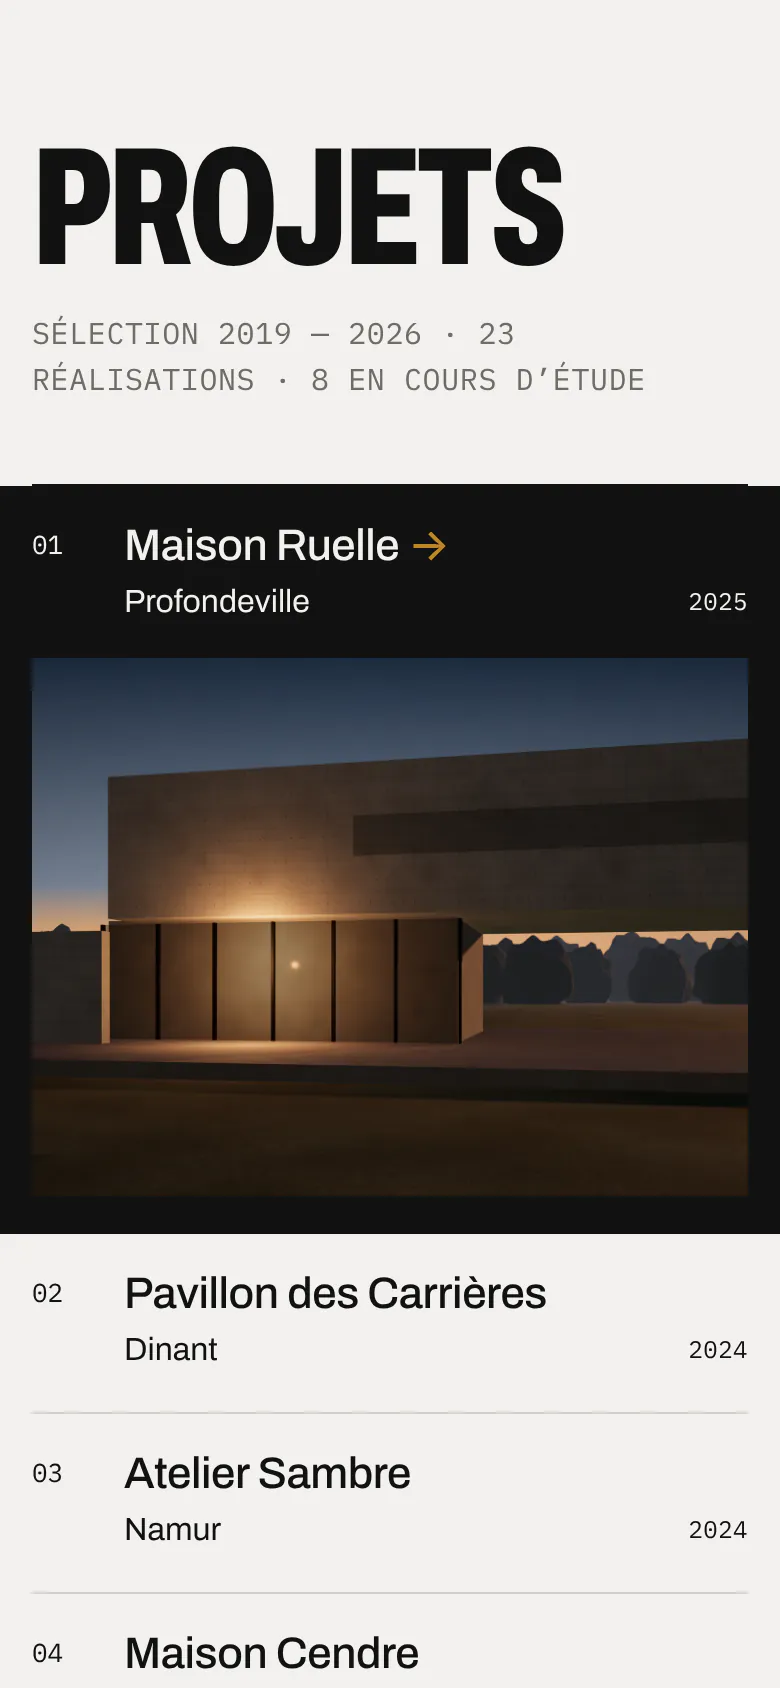 PROJETS
SÉLECTION 2019 — 2026 · 23
RÉALISATIONS · 8 EN COURS D’ÉTUDE
01 Maison Ruelle →
Profondeville 2025
02 Pavillon des Carrières
Dinant 2024
03 Atelier Sambre
Namur 2024
04 Maison Cendre